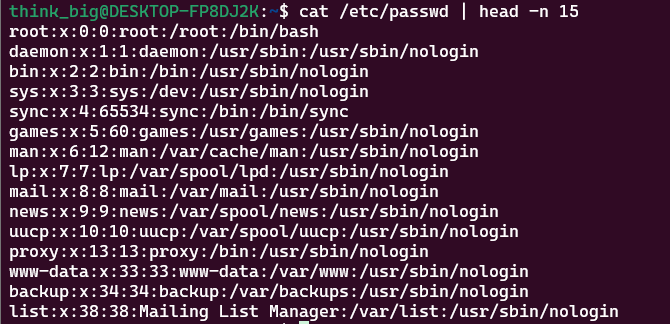 think_big@DESKTOP-FP8DJ2K:~$ cat /etc/passwd | head -n 15
root:x:0:0:root:/root:/bin/bash
daemon:x:1:1:daemon:/usr/sbin:/usr/sbin/nologin
bin:x:2:2:bin:/bin:/usr/sbin/nologin
sys:x:3:3:sys:/dev:/usr/sbin/nologin
sync:x:4:65534:sync:/bin:/bin/sync
games:x:5:60:games:/usr/games:/usr/sbin/nologin
man:x:6:12:man:/var/cache/man:/usr/sbin/nologin
lp:x:7:7:lp:/var/spool/lpd:/usr/sbin/nologin
mail:x:8:8:mail:/var/mail:/usr/sbin/nologin
news:x:9:9:news:/var/spool/news:/usr/sbin/nologin
uucp:x:10:10:uucp:/var/spool/uucp:/usr/sbin/nologin
proxy:x:13:13:proxy:/bin:/usr/sbin/nologin
www-data:x:33:33:www-data:/var/www:/usr/sbin/nologin
backup:x:34:34:backup:/var/backups:/usr/sbin/nologin
list:x:38:38:Mailing List Manager:/var/list:/usr/sbin/nologin